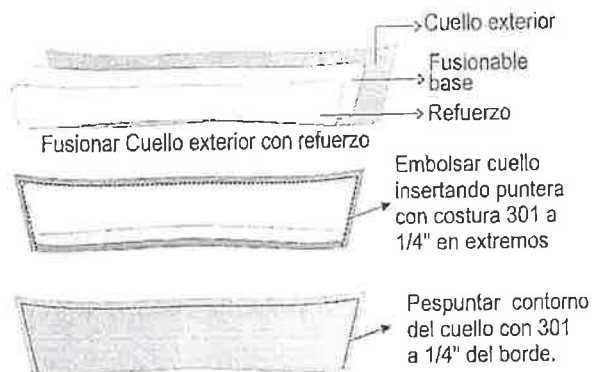 Cuello exterior
Fusionable
base
Refuerzo
Fusionar Cuello exterior con refuerzo
Embolsar cuello
insertando puntera
con costura 301 a
1/4" en extremos
Pespuntar contorno
del cuello con 301
a 1/4" del borde.